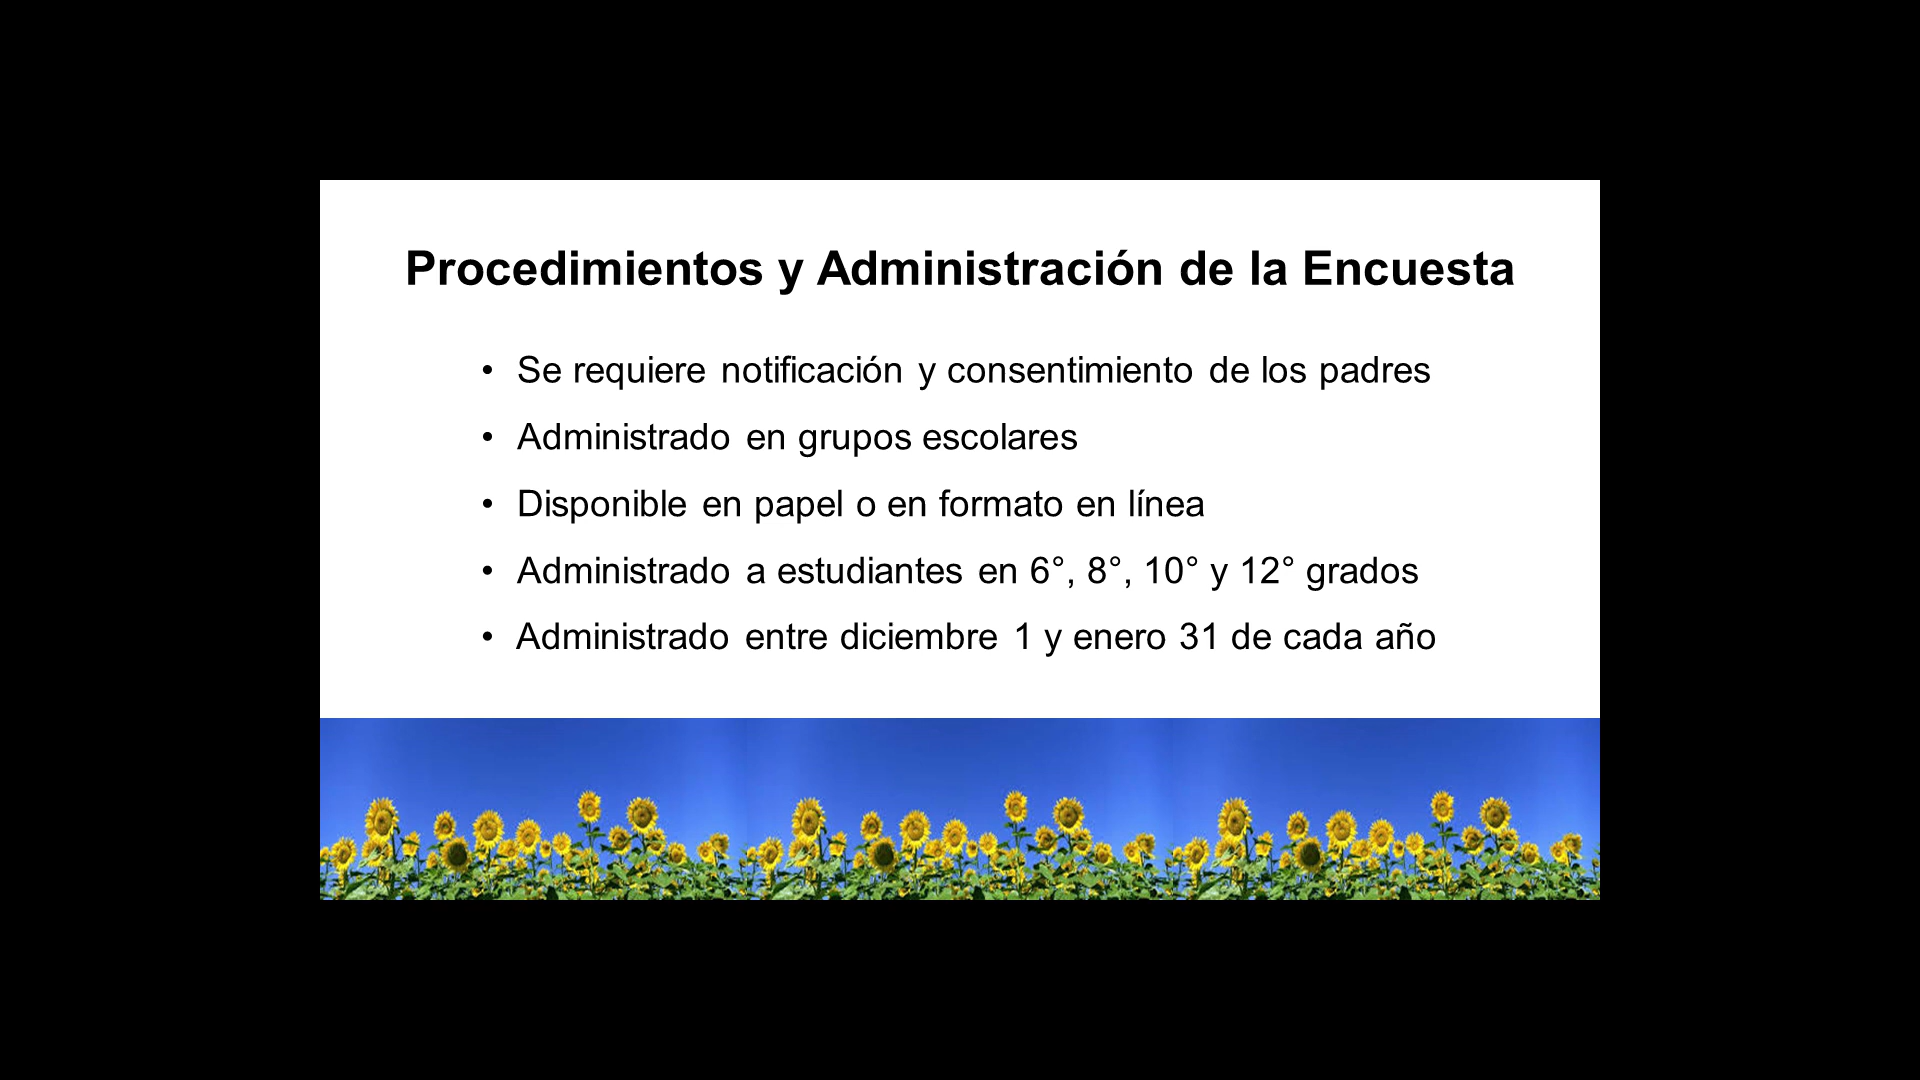 Procedimientos y Administración de la Encuesta
• Se requiere notificación y consentimiento de los padres
• Administrado en grupos escolares
• Disponible en papel o en formato en línea
• Administrado a estudiantes en 6°, 8°, 10° y 12° grados
• Administrado entre diciembre 1 y enero 31 de cada año